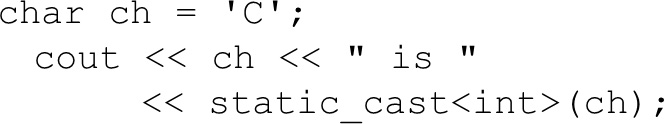 char ch = 'C';
cout << ch << " is "
<< static_cast<int>(ch);